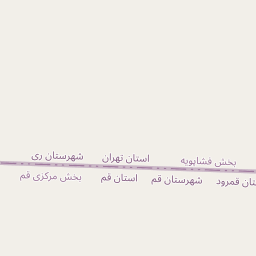 بخش فشاپویه
استان تهران
شهرستان ری
ستان قمرود
شهرستان قم
استان قم
بخش مرکزی قم